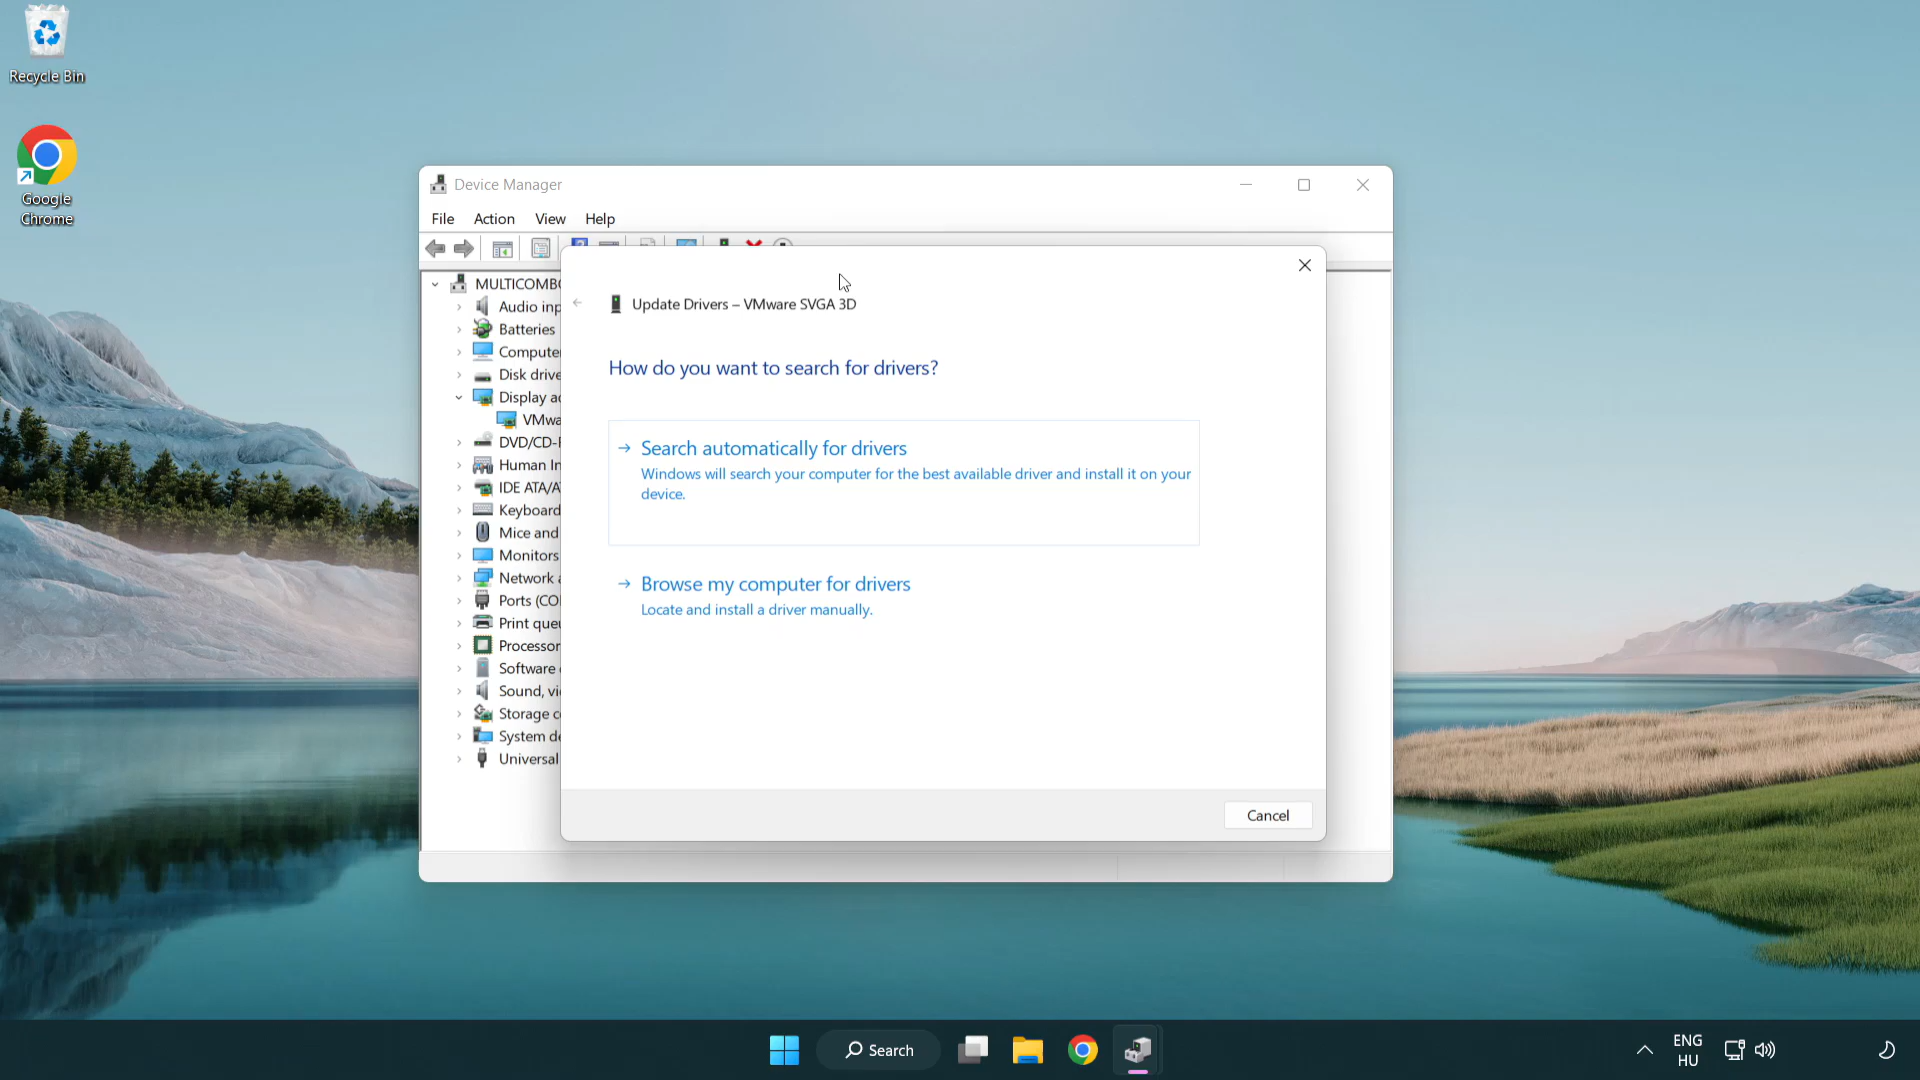 Recycle Bin
Google
Chrome
Device Manager
File Action View Help
MULTICOMBO
Audio inp
Batteries
Compute
Disk drive
Display a
VMwa
DVD/CD-
Human In
IDE ATA/A
Keyboard
Mice and
Monitors
Network a
Ports (CO
Print que
Processor
Software
Sound, vi
Storage c
System de
Universal
Update Drivers – VMware SVGA 3D
How do you want to search for drivers?
Search automatically for drivers
Windows will search your computer for the best available driver and install it on your
device.
Browse my computer for drivers
Locate and install a driver manually.
Cancel
Search
ENG
HU